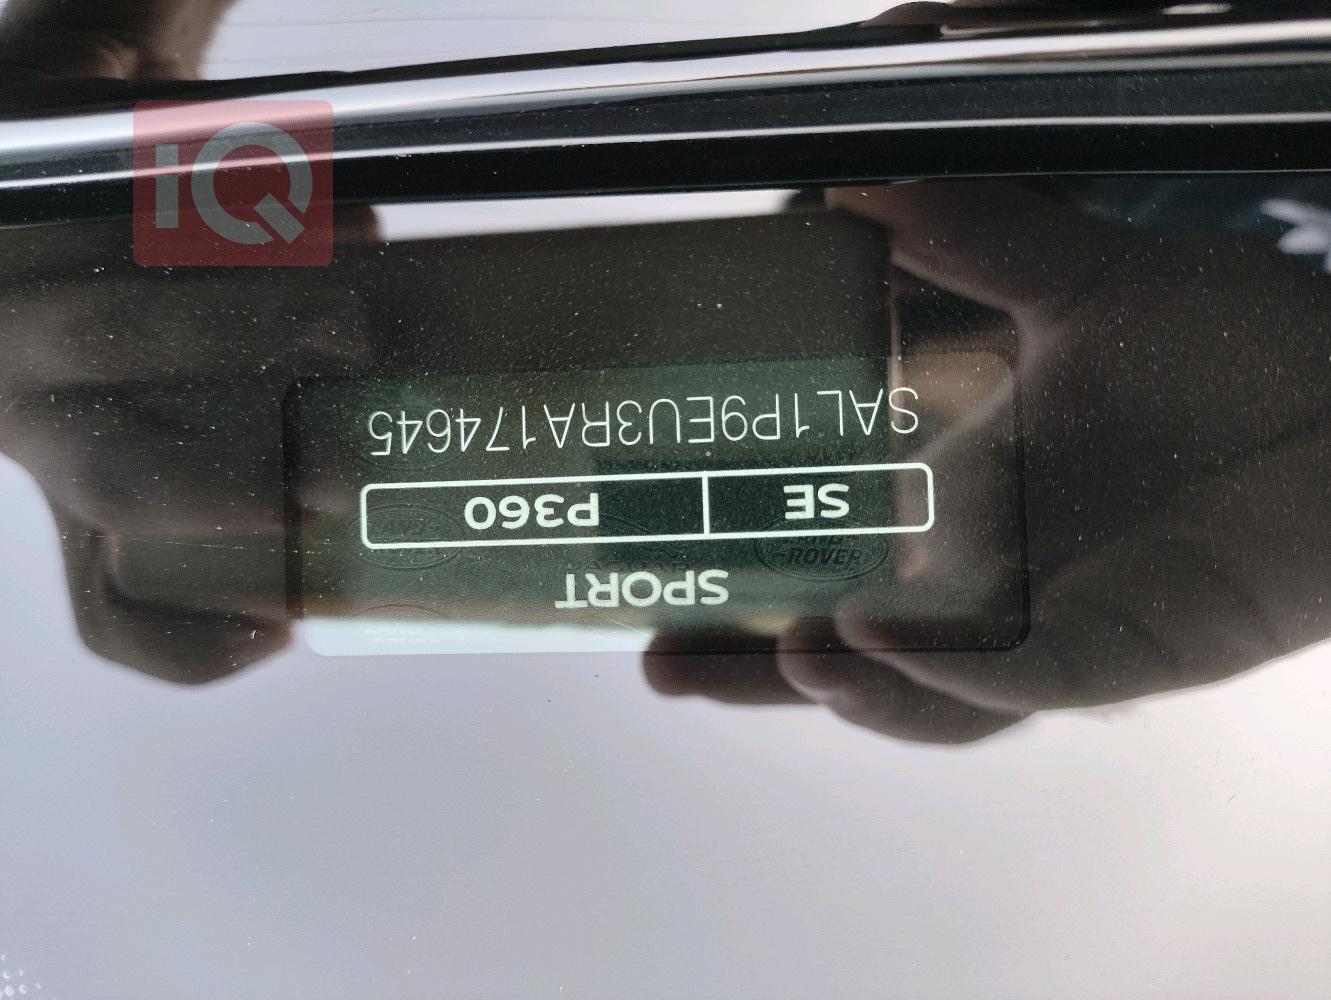 iQ
SPORT
SE P360
SAL1P9EU3RA174645